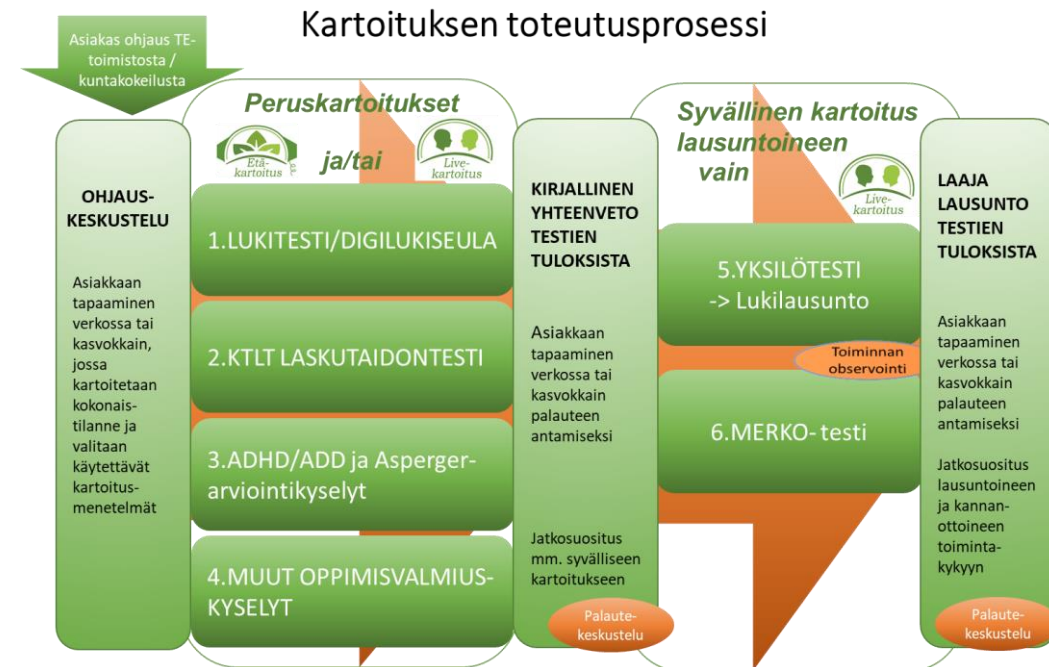 Kartoituksen toteutusprosessi
Asiakas ohjaus TE-
toimistosta /
kuntakokeilusta
OHJAUS-
KESKUSTELU
Asiakkaan
tapaaminen
verkossa tai
kasvokkain,
jossa
kartoitetaan
kokonais-
tilanne ja
valitaan
käytettävät
kartoitus-
menetelmät
Peruskartoitukset
Etä-
kartoitus
ja/tai
Live-
kartoitus
1.LUKITESTI/DIGILUKISEULA
2.KTLT LASKUTAIDONTESTI
3.ADHD/ADD ja Asperger-
arviointikyselyt
4.MUUT OPPIMISVALMIUS-
KYSELYT
KIRJALLINEN
YHTEENVETO
TESTIEN
TULOKSISTA
Asiakkaan
tapaaminen
verkossa tai
kasvokkain
palauteen
antamiseksi
Jatkosuositus
mm. syvälliseen
kartoitukseen
Palaute-
keskustelu
Syvällinen kartoitus
lausuntoineen
vain
Live-
kartoitus
5.YKSILÖTESTI
-> Lukilausunto
Toiminnan
observointi
6.MERKO- testi
LAAJA
LAUSUNTO
TESTIEN
TULOKSISTA
Asiakkaan
tapaaminen
verkossa tai
kasvokkain
palauteen
antamiseksi
Jatkosuositus
lausuntoineen
ja kannan-
ottoineen
toiminta-
kykyyn
Palaute-
keskustelu